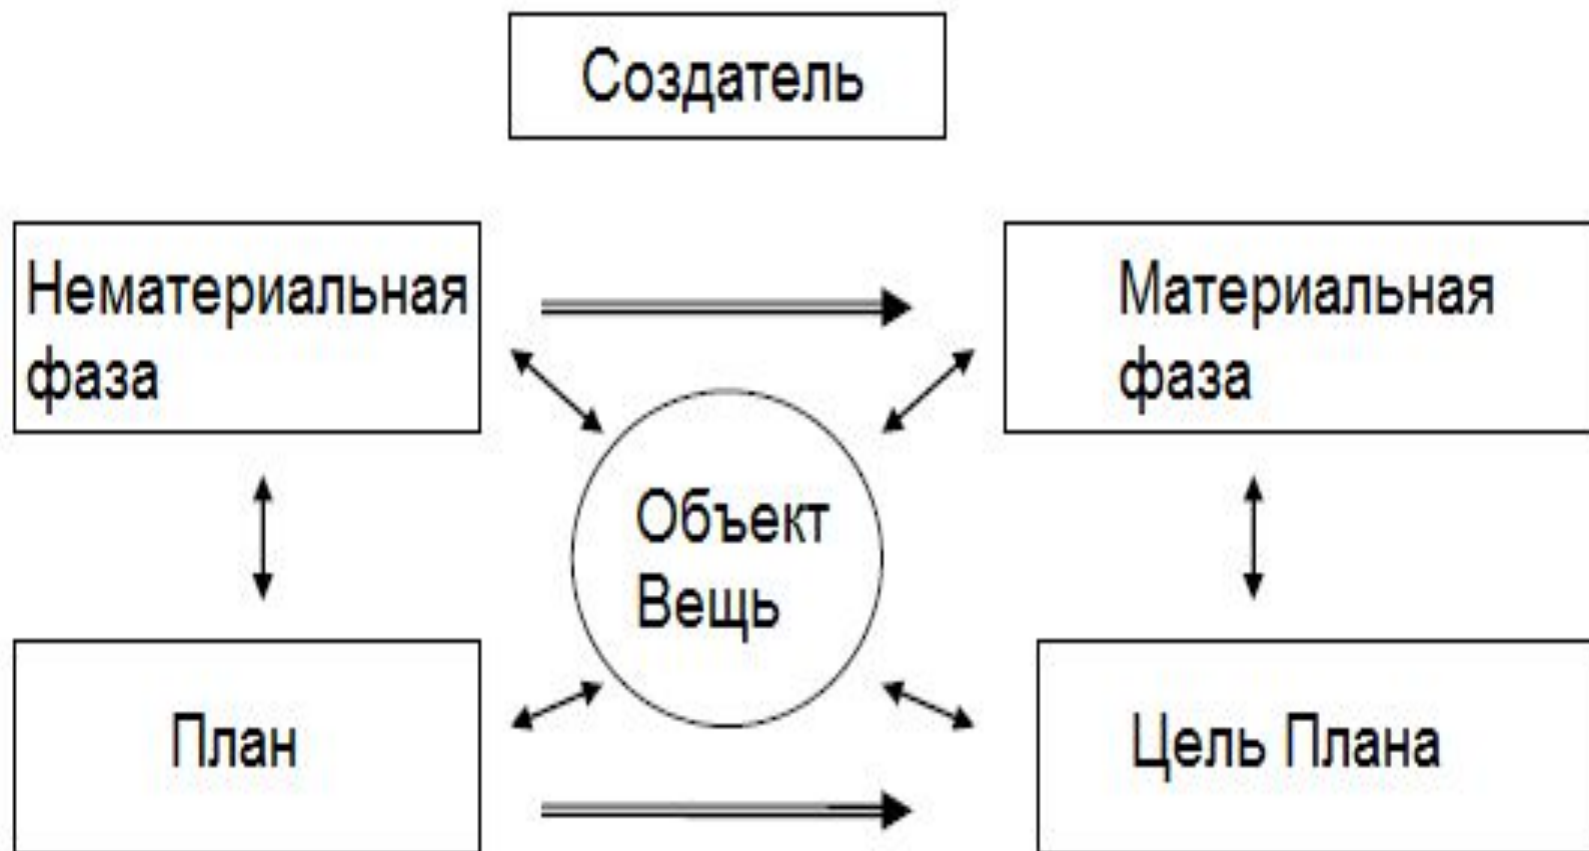 Создатель
Нематериальная
фаза
Материальная
фаза
Объект
Вещь
План
Цель Плана